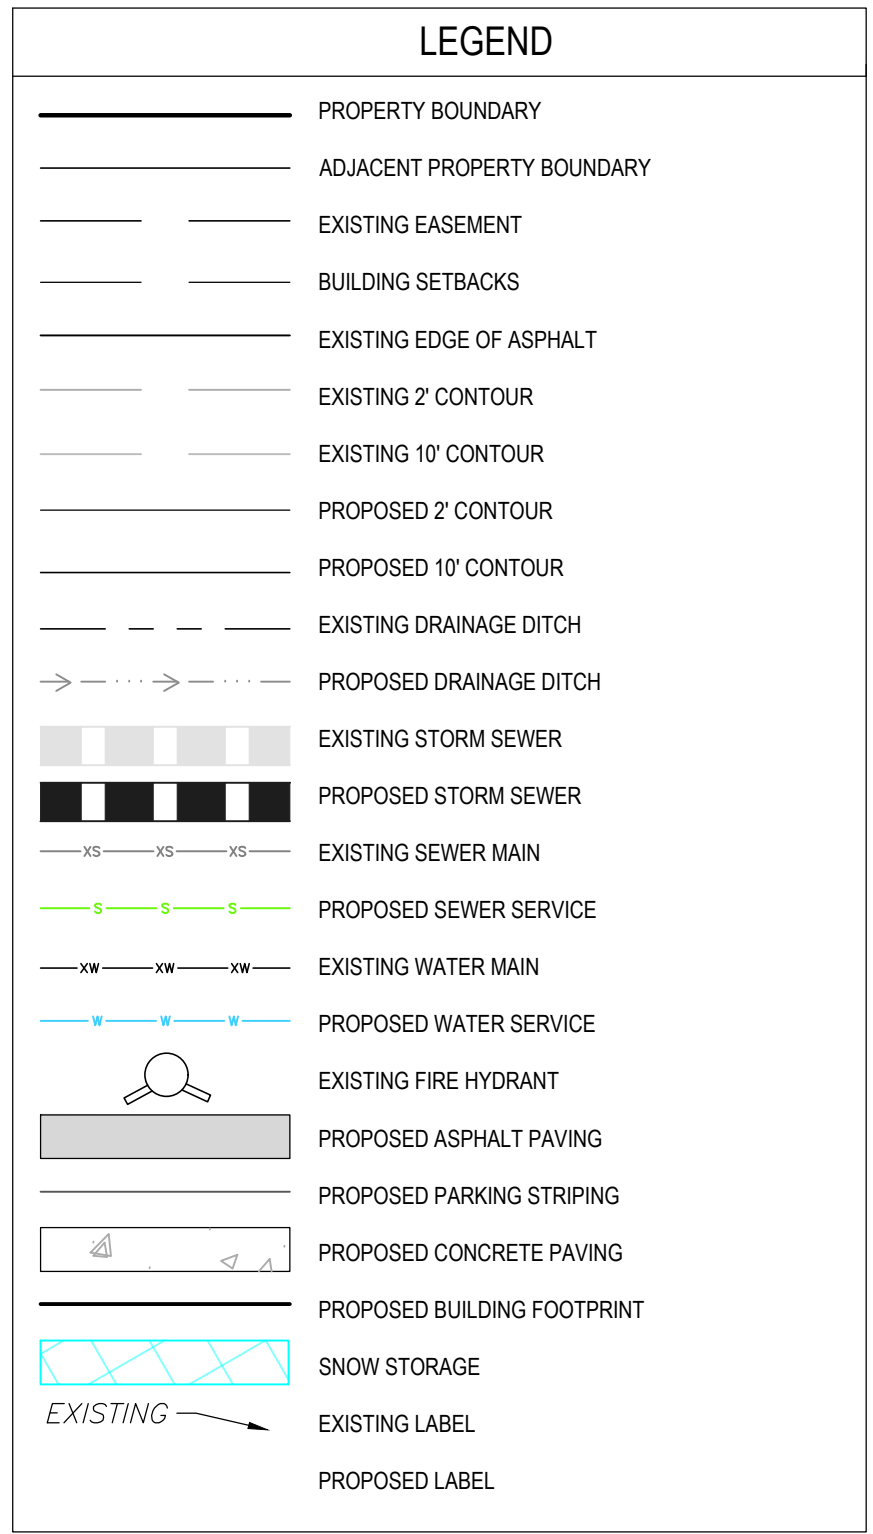 LEGEND
PROPERTY BOUNDARY
ADJACENT PROPERTY BOUNDARY
EXISTING EASEMENT
BUILDING SETBACKS
EXISTING EDGE OF ASPHALT
EXISTING 2' CONTOUR
EXISTING 10' CONTOUR
PROPOSED 2' CONTOUR
PROPOSED 10' CONTOUR
EXISTING DRAINAGE DITCH
PROPOSED DRAINAGE DITCH
EXISTING STORM SEWER
PROPOSED STORM SEWER
XS XS XS EXISTING SEWER MAIN
S S S PROPOSED SEWER SERVICE
XW XW XW EXISTING WATER MAIN
W W W PROPOSED WATER SERVICE
EXISTING FIRE HYDRANT
PROPOSED ASPHALT PAVING
PROPOSED PARKING STRIPING
PROPOSED CONCRETE PAVING
PROPOSED BUILDING FOOTPRINT
SNOW STORAGE
EXISTING EXISTING LABEL
PROPOSED LABEL